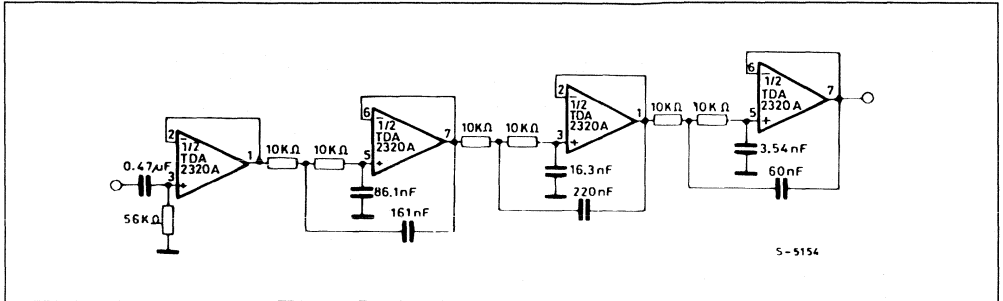 0.47µF
56KΩ
2
3
1/2
TDA
2320A
1
10KΩ
10KΩ
86.1nF
161nF
6
5
1/2
TDA
2320A
7
10KΩ
10KΩ
16.3nF
220nF
2
3
1/2
TDA
2320A
1
10KΩ
10KΩ
3.54nF
60nF
6
5
1/2
TDA
2320A
7
S-5154